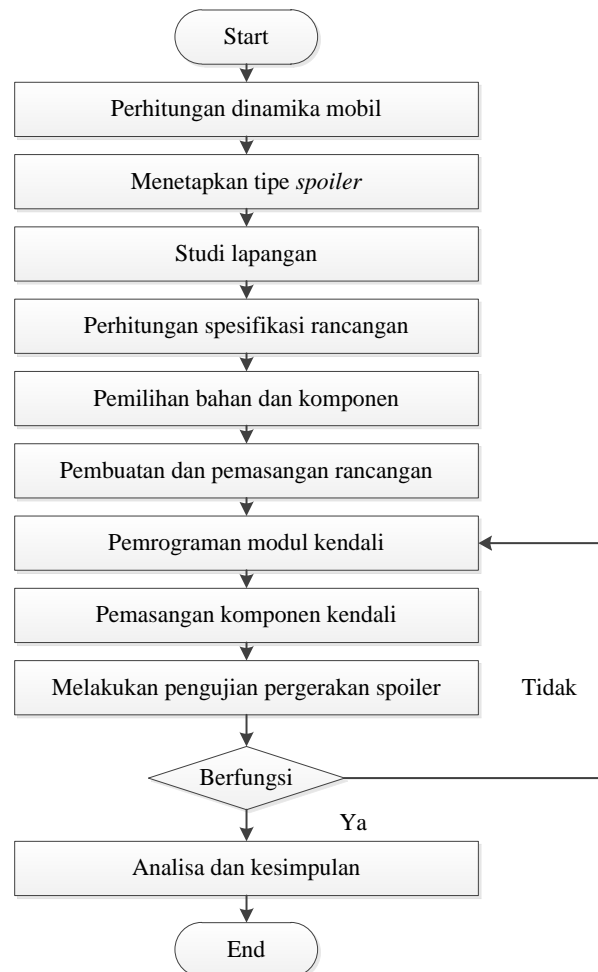 Start
Perhitungan dinamika mobil
Menetapkan tipe spoiler
Studi lapangan
Perhitungan spesifikasi rancangan
Pemilihan bahan dan komponen
Pembuatan dan pemasangan rancangan
Pemrograman modul kendali
Pemasangan komponen kendali
Melakukan pengujian pergerakan spoiler
Tidak
Berfungsi
Ya
Analisa dan kesimpulan
End